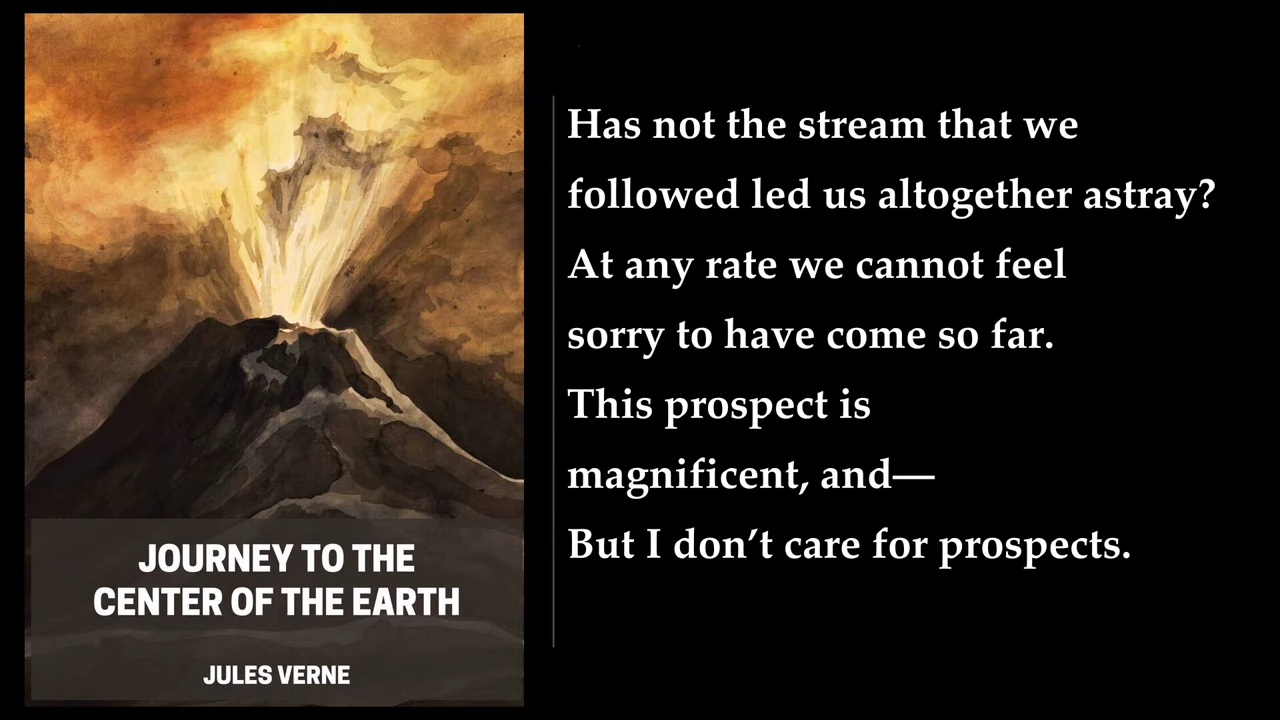 JOURNEY TO THE
CENTER OF THE EARTH
JULES VERNE
Has not the stream that we
followed led us altogether astray?
At any rate we cannot feel
sorry to have come so far.
This prospect is
magnificent, and—
But I don’t care for prospects.